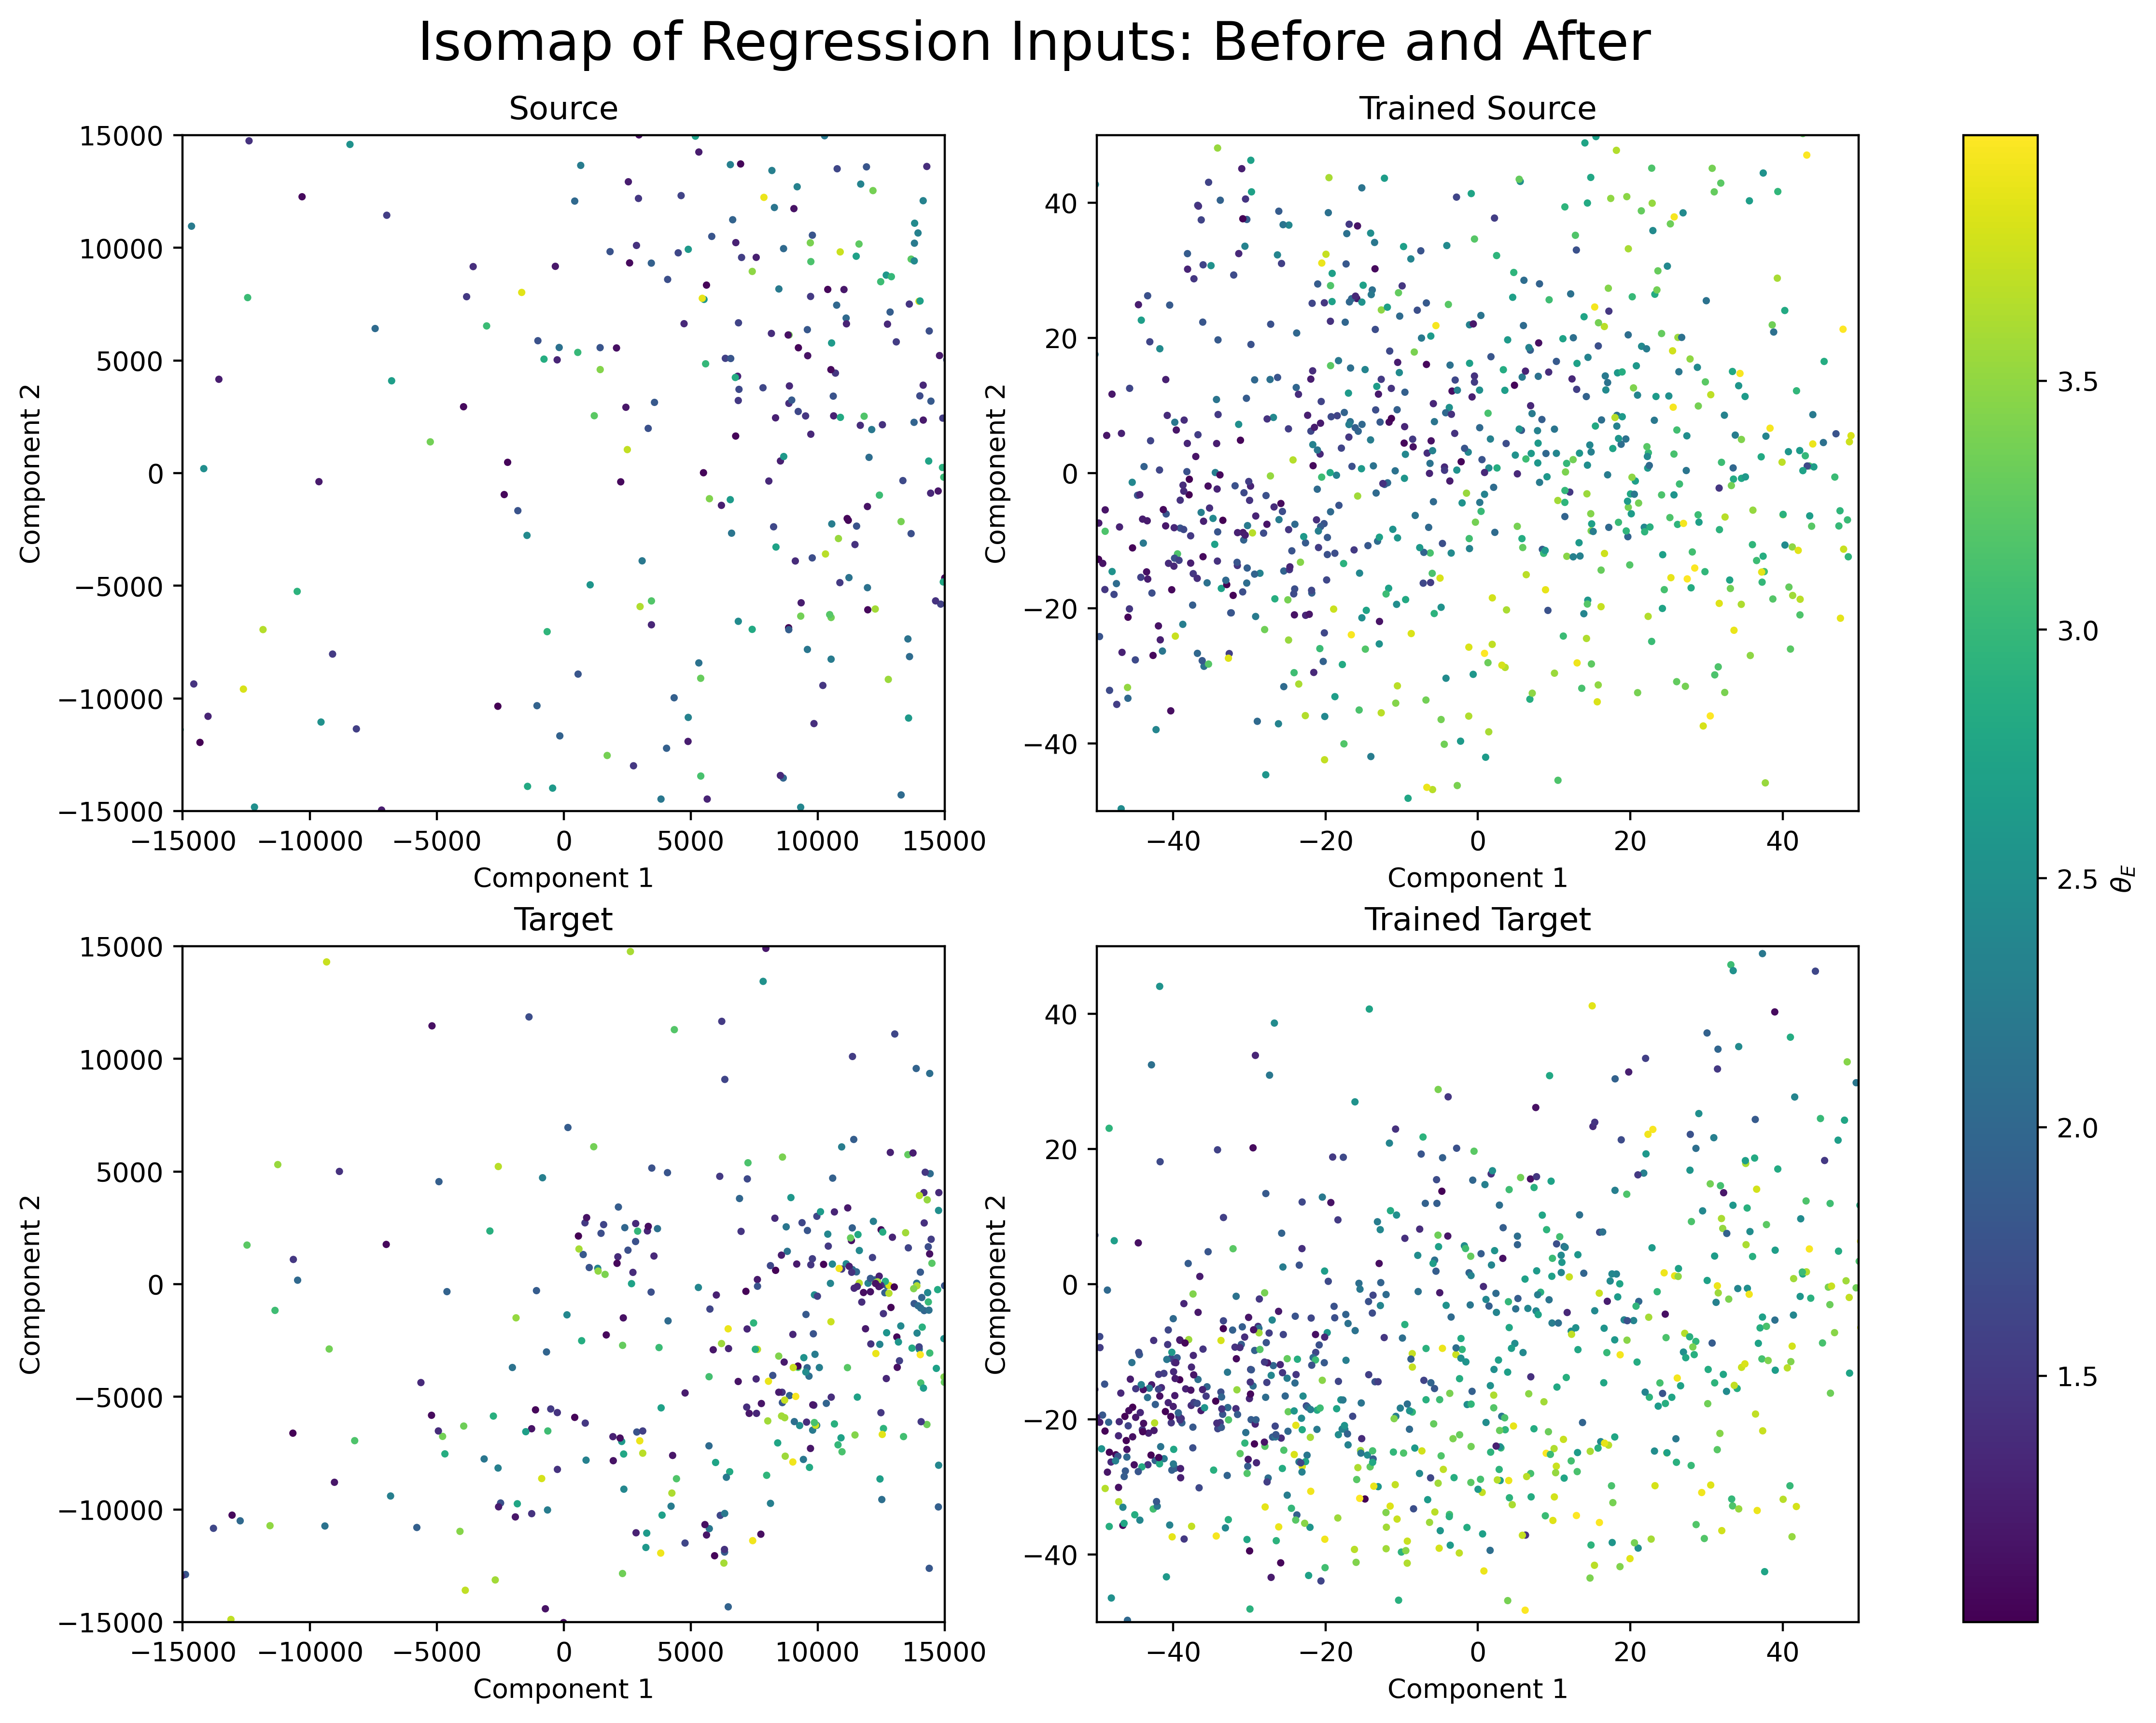 Isomap of Regression Inputs: Before and After
Source
15000
10000
5000
0
−5000
−10000
−15000
Component 2
−15000 −10000 −5000 0 5000 10000 15000
Component 1
Trained Source
40
20
0
−20
−40
Component 2
−40 −20 0 20 40
Component 1
Target
15000
10000
5000
0
−5000
−10000
−15000
Component 2
−15000 −10000 −5000 0 5000 10000 15000
Component 1
Trained Target
40
20
0
−20
−40
Component 2
−40 −20 0 20 40
Component 1
3.5
3.0
2.5
2.0
1.5
θ_E